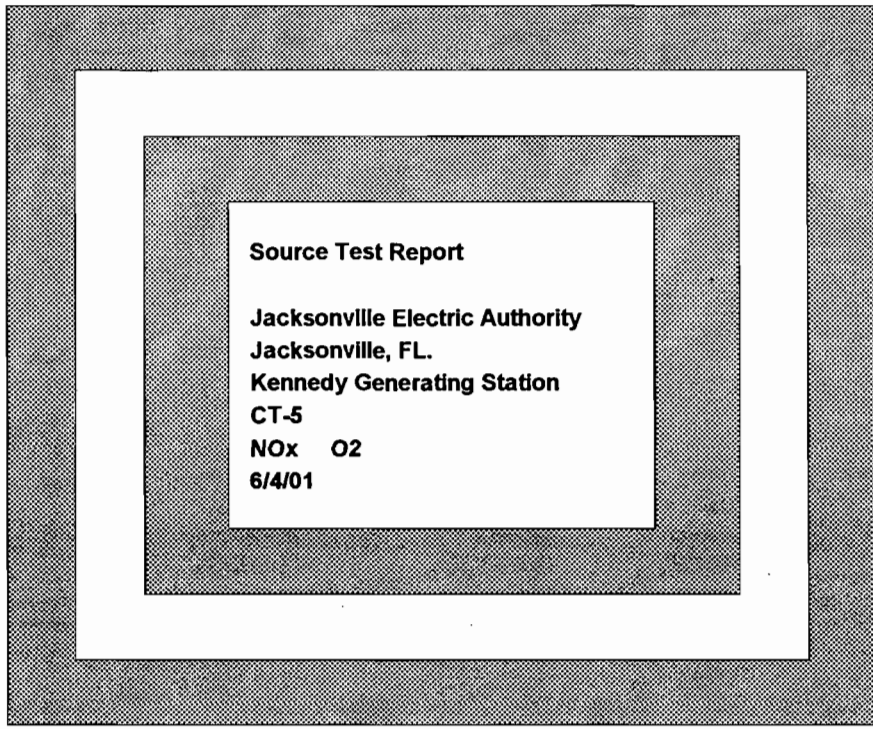 Source Test Report
Jacksonville Electric Authority
Jacksonville, FL.
Kennedy Generating Station
CT-5
NOx O2
6/4/01